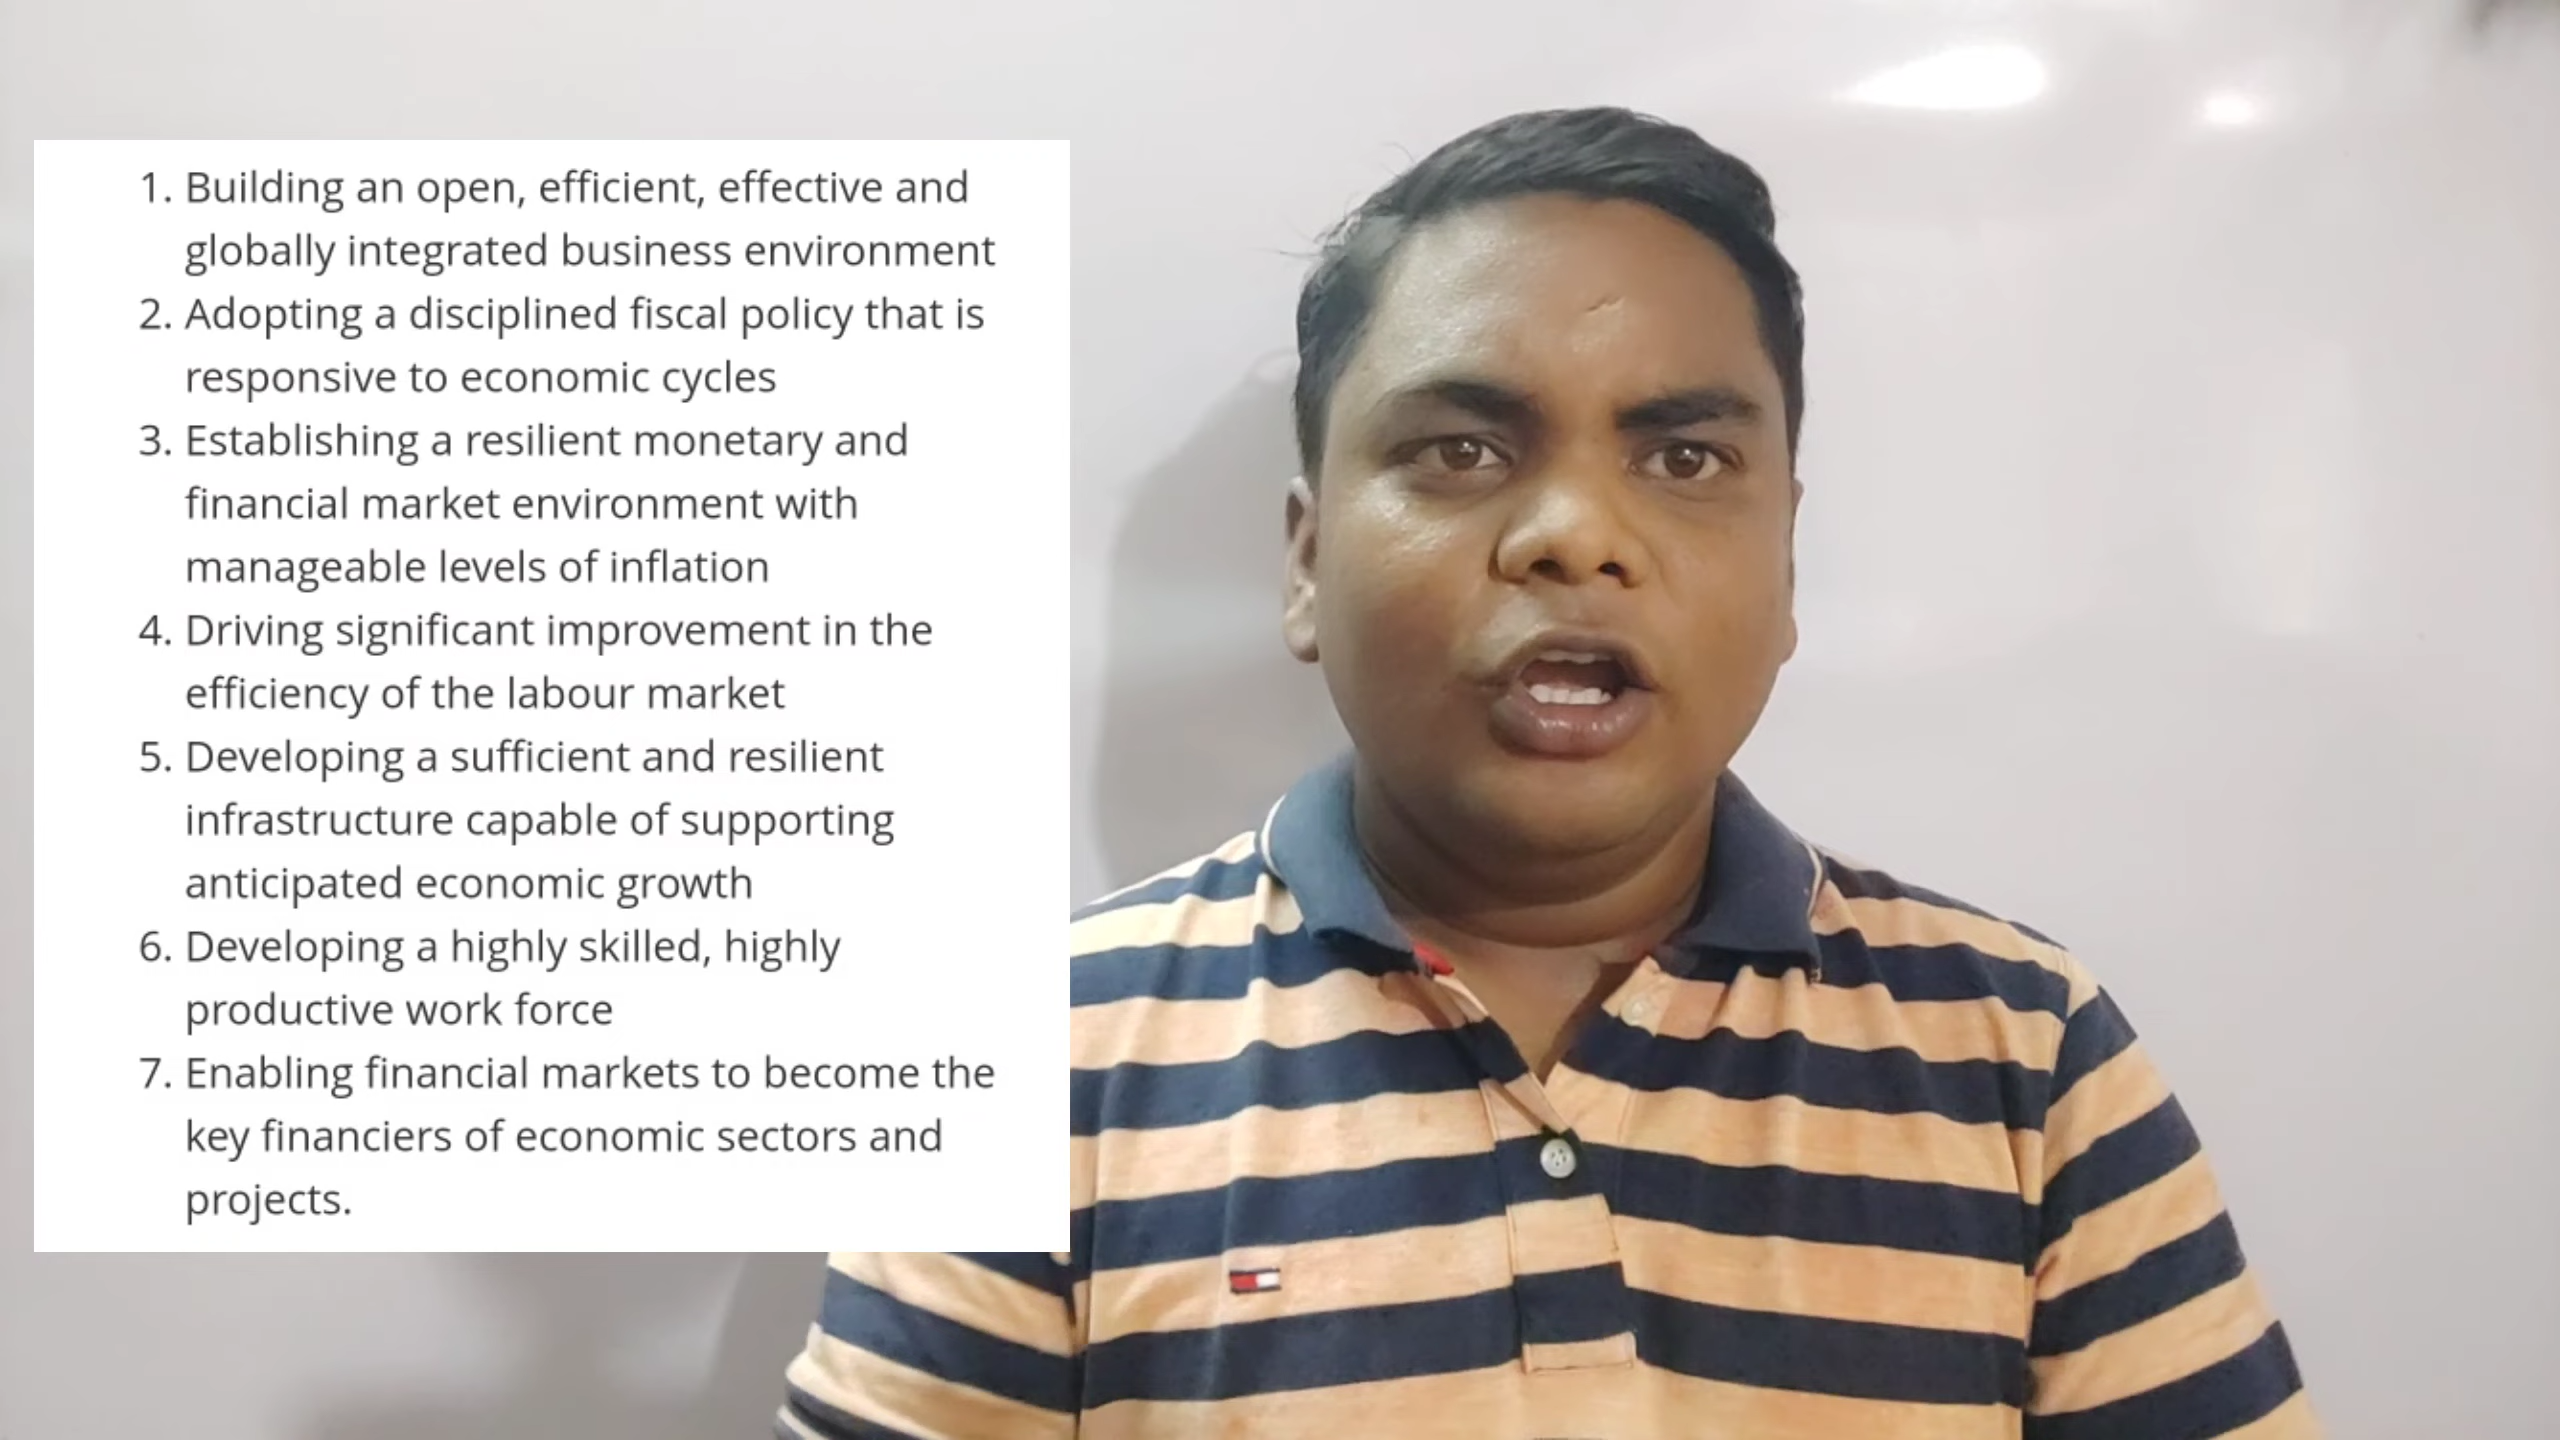 1. Building an open, efficient, effective and
globally integrated business environment
2. Adopting a disciplined fiscal policy that is
responsive to economic cycles
3. Establishing a resilient monetary and
financial market environment with
manageable levels of inflation
4. Driving significant improvement in the
efficiency of the labour market
5. Developing a sufficient and resilient
infrastructure capable of supporting
anticipated economic growth
6. Developing a highly skilled, highly
productive work force
7. Enabling financial markets to become the
key financiers of economic sectors and
projects.